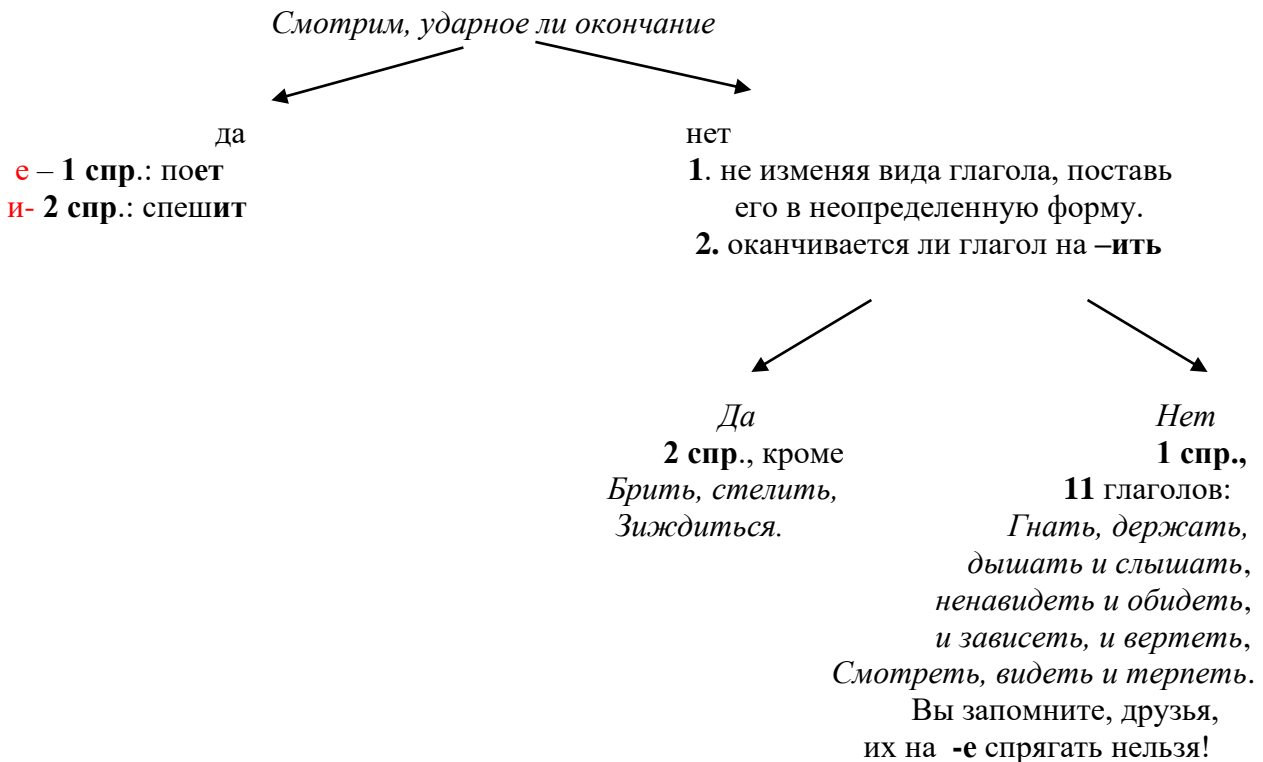 Смотрим, ударное ли окончание
да
е – 1 спр.: поет
и- 2 спр.: спешит
нет
1. не изменяя вида глагола, поставь
его в неопределенную форму.
2. оканчивается ли глагол на –ить
Да
2 спр., кроме
Брить, стелить,
Зиждиться.
Нет
1 спр.,
11 глаголов:
Гнать, держать,
дышать и слышать,
ненавидеть и обидеть,
и зависеть, и вертеть,
Смотреть, видеть и терпеть.
Вы запомните, друзья,
их на -е спрягать нельзя!